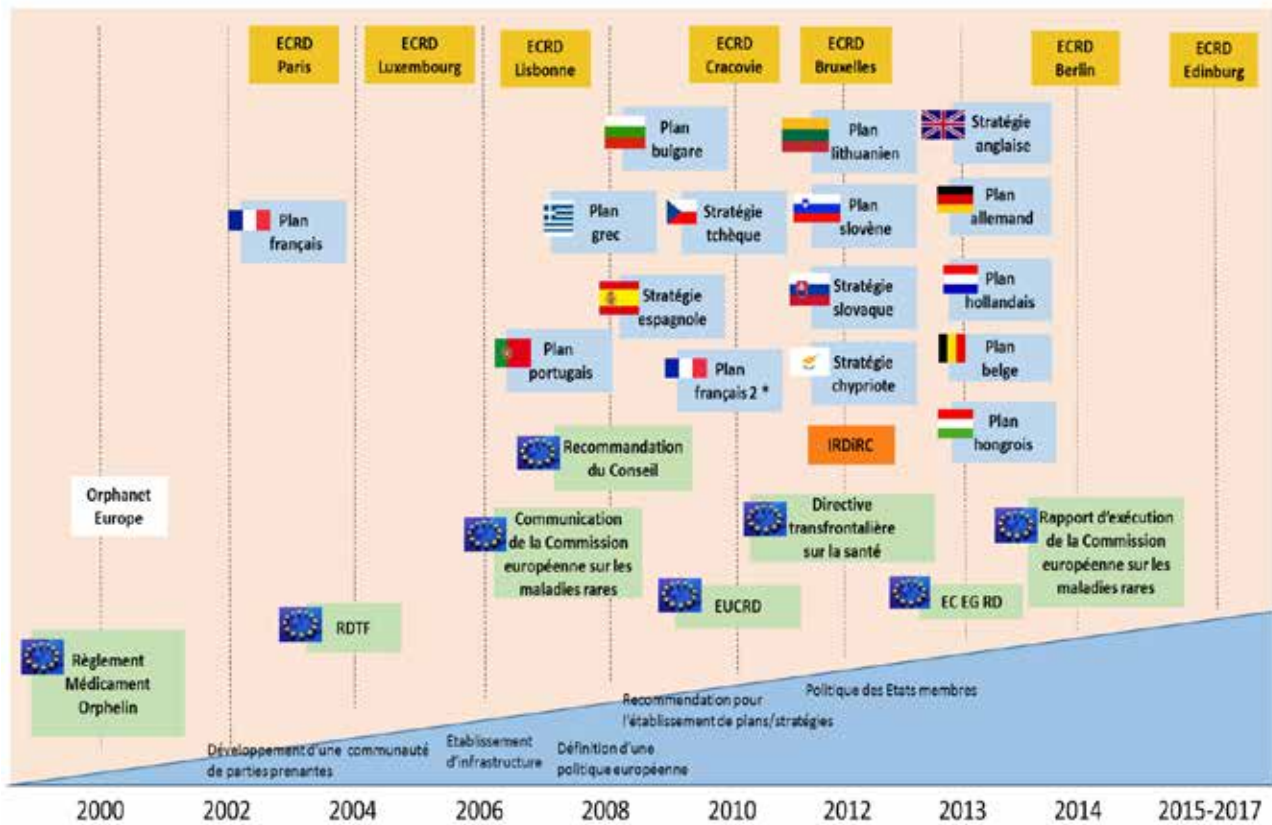 ECRD
Paris
ECRD
Luxembourg
ECRD
Lisbonne
ECRD
Cracovie
ECRD
Bruxelles
ECRD
Berlin
ECRD
Edinburg
Plan
bulgare
Plan
lithuanien
Stratégie
anglaise
Plan
français
Plan
grec
Stratégie
tchèque
Plan
slovène
Plan
allemand
Stratégie
espagnole
Stratégie
slovaque
Plan
hollandais
Plan
portugais
Plan
français 2 *
Stratégie
chypriote
Plan
belge
Recommandation
du Conseil
IRDiRC
Plan
hongrois
Orphanet
Europe
Communication
de la Commission
européenne sur les
maladies rares
Directive
transfrontalière
sur la santé
Rapport d'exécution
de la Commission
européenne sur les
maladies rares
EUCRD
EC EG RD
RDTF
Règlement
Médicament
Orphelin
Développement d'une communauté
de parties prenantes
Etablissement
d'infrastructure
Définition d'une
politique européenne
Recommendation pour
l'établissement de plans/stratégies
Politique des Etats membres
2000
2002
2004
2006
2008
2010
2012
2013
2014
2015-2017